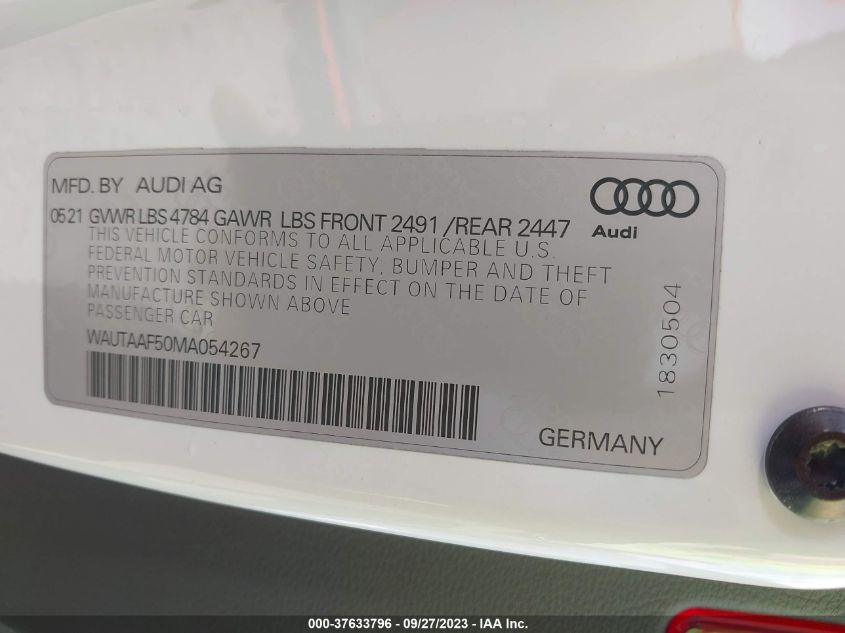 MFD. BY AUDI AG
0521 GVWR LBS 4784 GAWR LBS FRONT 2491 /REAR 2447
THIS VEHICLE CONFORMS TO ALL APPLICABLE U.S.
FEDERAL MOTOR VEHICLE SAFETY, BUMPER AND THEFT
PREVENTION STANDARDS IN EFFECT ON THE DATE OF
MANUFACTURE SHOWN ABOVE
PASSENGER CAR
WAUTAAF50MA054267
Audi
1830504
GERMANY
000-37633796 - 09/27/2023 - IAA Inc.